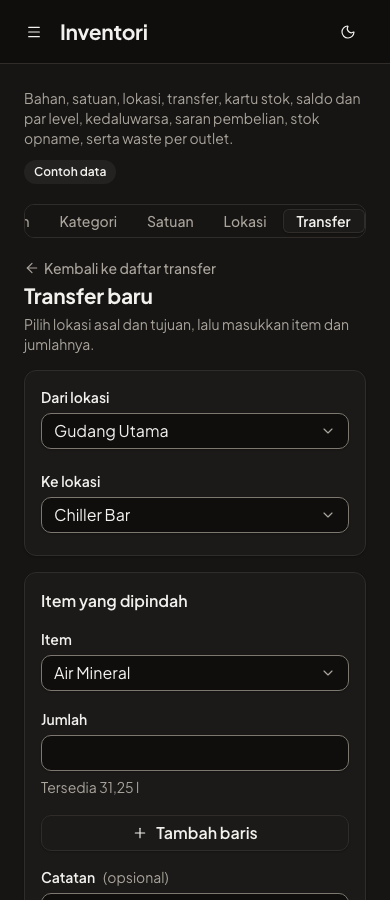 Inventori
Bahan, satuan, lokasi, transfer, kartu stok, saldo dan
par level, kedaluwarsa, saran pembelian, stok
opname, serta waste per outlet.
Contoh data
n Kategori Satuan Lokasi Transfer
Kembali ke daftar transfer
Transfer baru
Pilih lokasi asal dan tujuan, lalu masukkan item dan
jumlahnya.
Dari lokasi
Gudang Utama
Ke lokasi
Chiller Bar
Item yang dipindah
Item
Air Mineral
Jumlah
Tersedia 31,25 l
Tambah baris
Catatan (opsional)